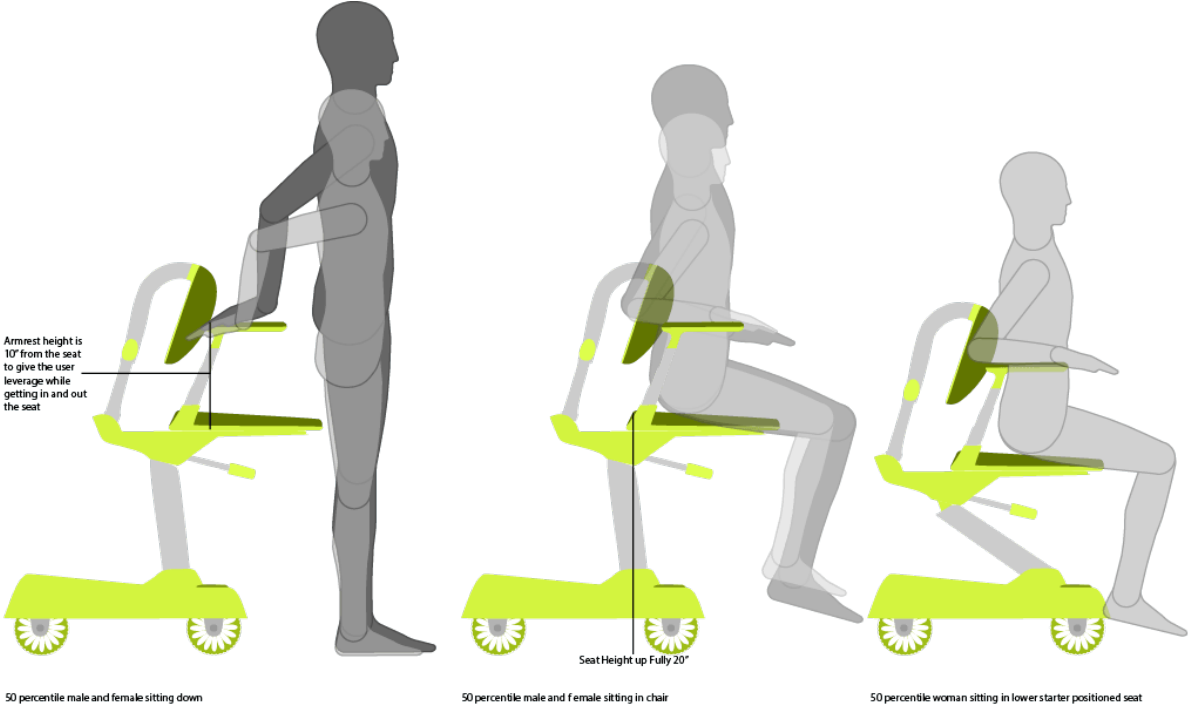 Armrest height is
10” from the seat
to give the user
leverage while
getting in and out
the seat
Seat Height up Fully 20”
50 percentile male and female sitting down
50 percentile male and f emale sitting in chair
50 percentile woman sitting in lower starter positioned seat